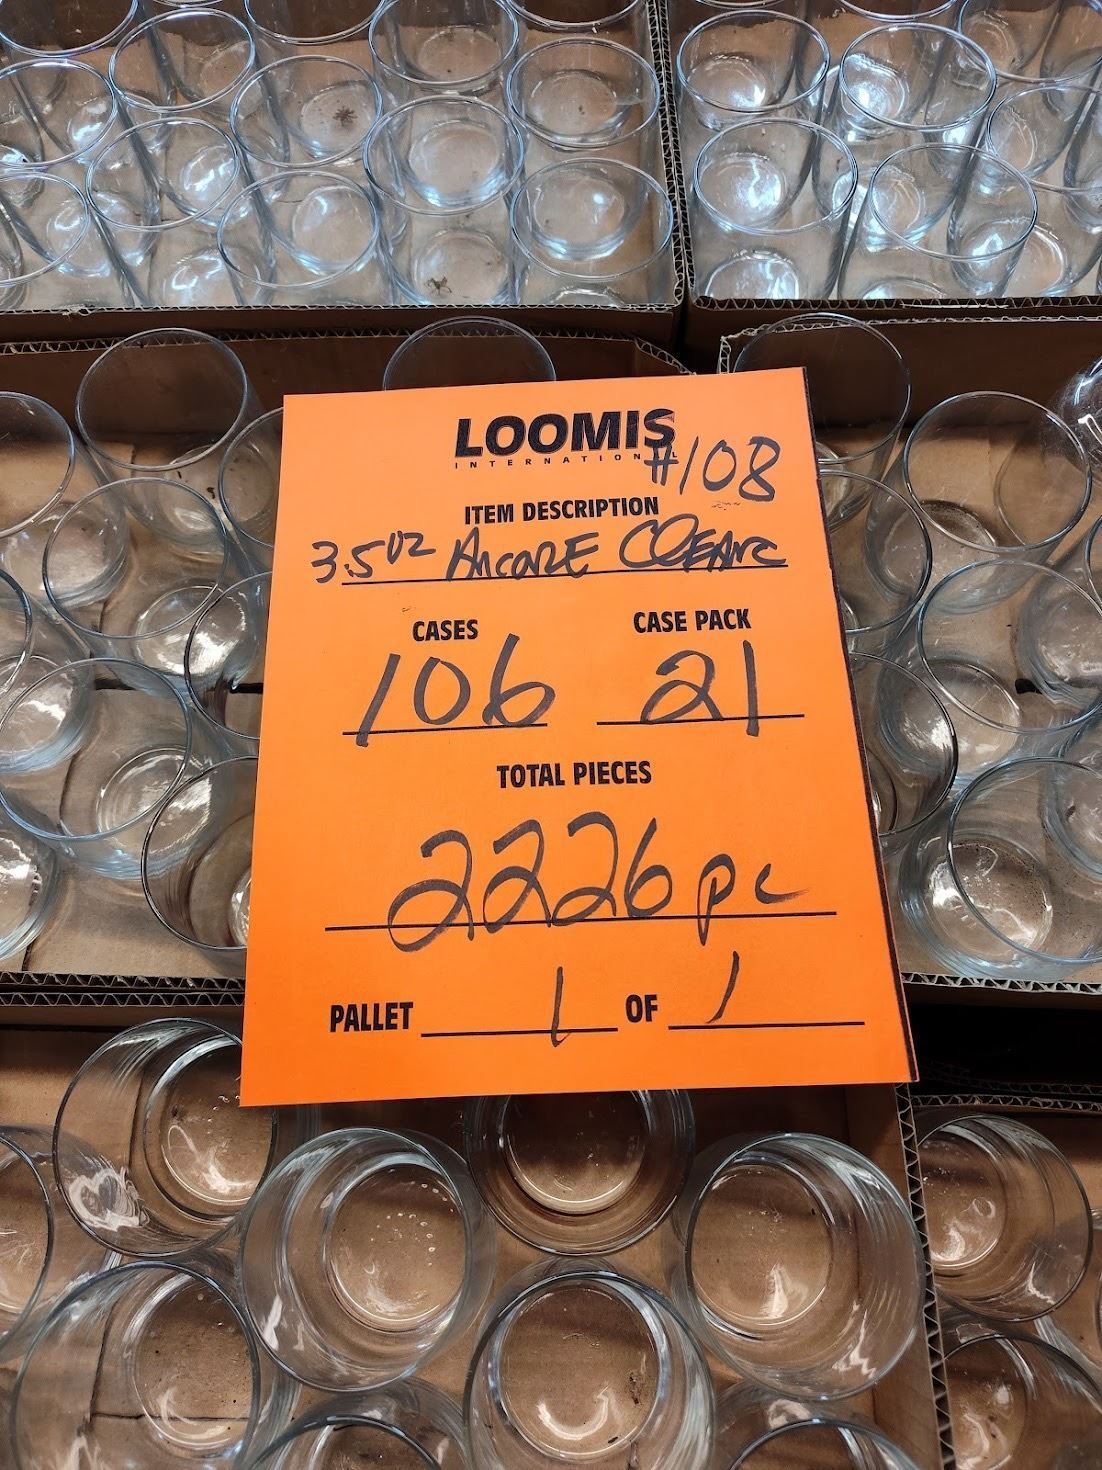 LOOMIS
INTERNATIONAL
#108
ITEM DESCRIPTION
3.5oz
CASES
CASE PACK
106
21
TOTAL PIECES
2226pc
PALLET 1 OF 1